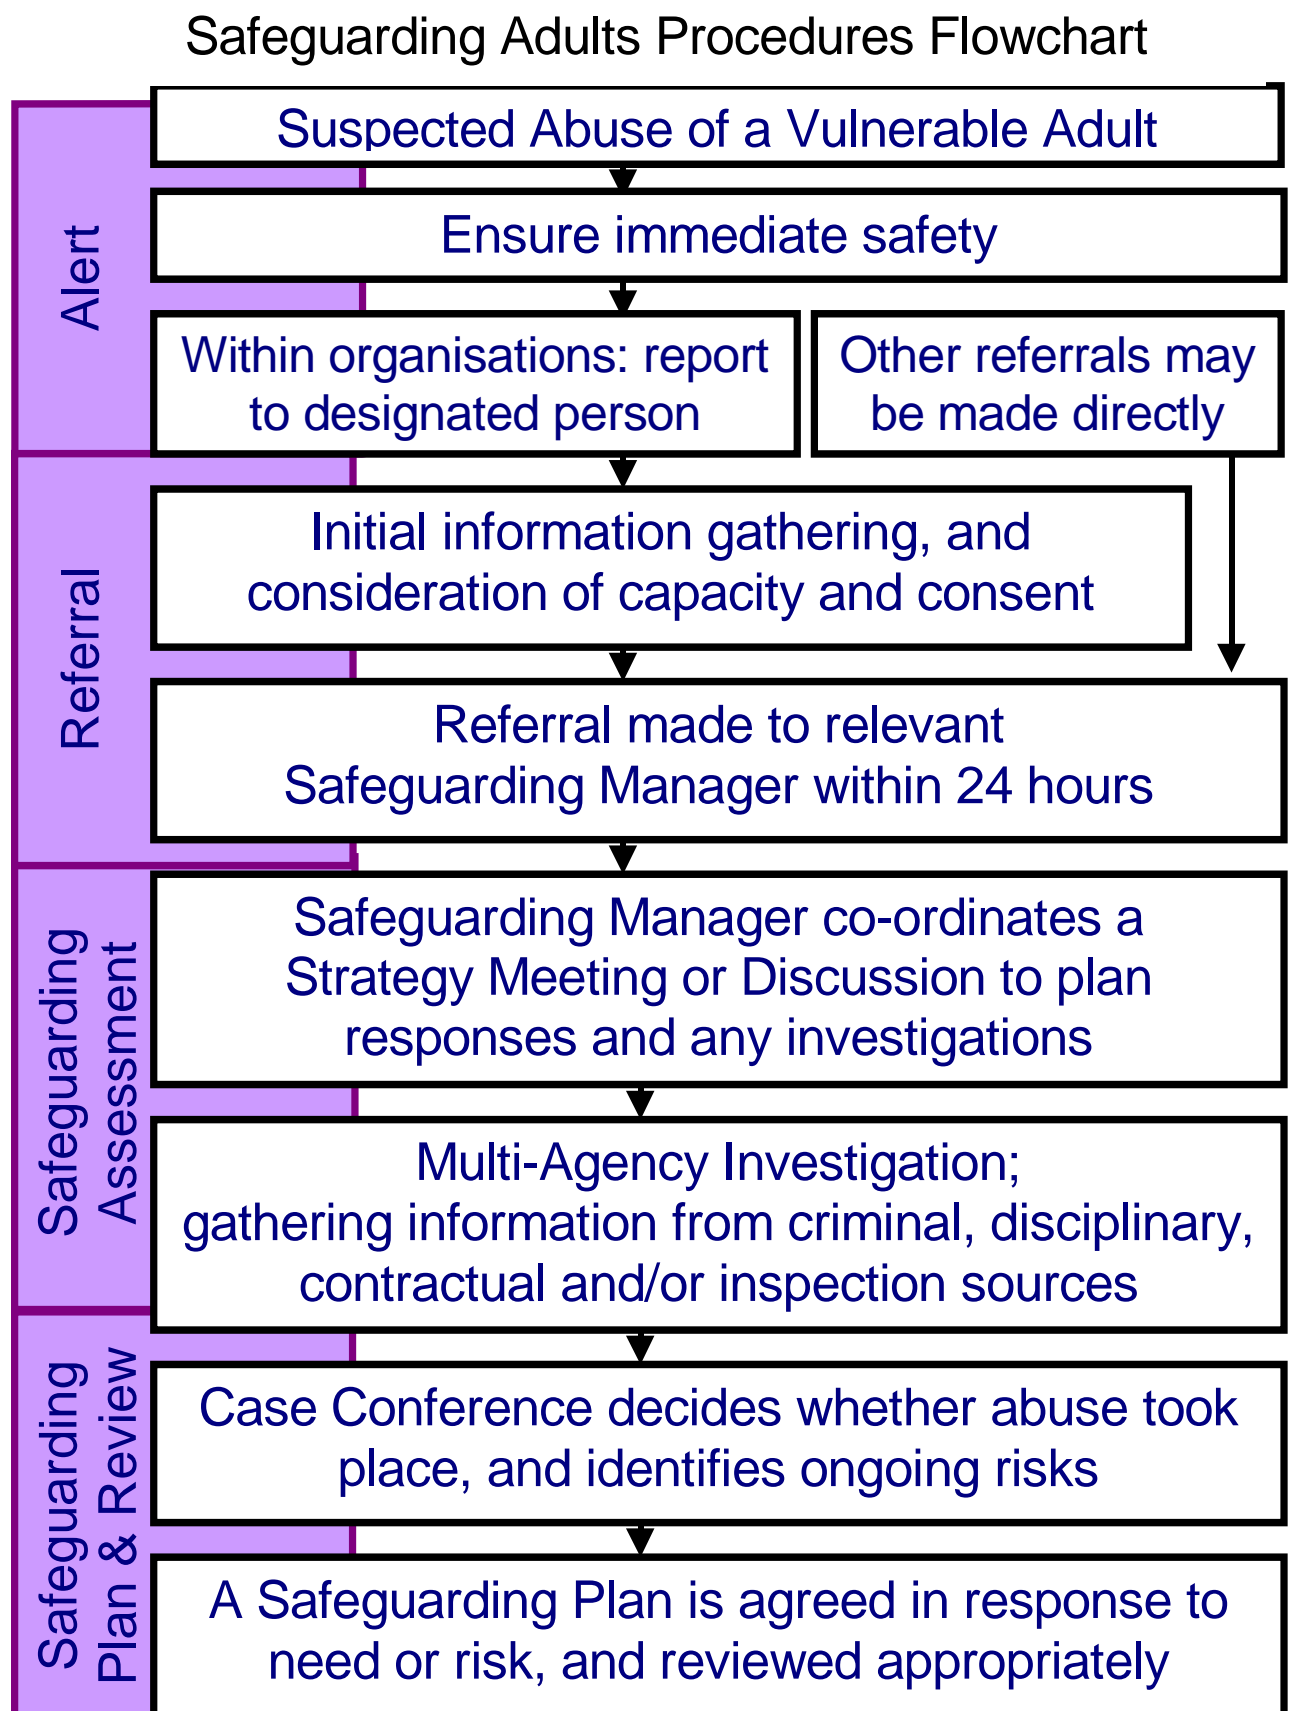 Safeguarding Adults Procedures Flowchart
Alert
Suspected Abuse of a Vulnerable Adult
Ensure immediate safety
Within organisations: report
to designated person
Other referrals may
be made directly
Referral
Initial information gathering, and
consideration of capacity and consent
Referral made to relevant
Safeguarding Manager within 24 hours
Safeguarding
Assessment
Safeguarding Manager co-ordinates a
Strategy Meeting or Discussion to plan
responses and any investigations
Multi-Agency Investigation;
gathering information from criminal, disciplinary,
contractual and/or inspection sources
Safeguarding
Plan & Review
Case Conference decides whether abuse took
place, and identifies ongoing risks
A Safeguarding Plan is agreed in response to
need or risk, and reviewed appropriately